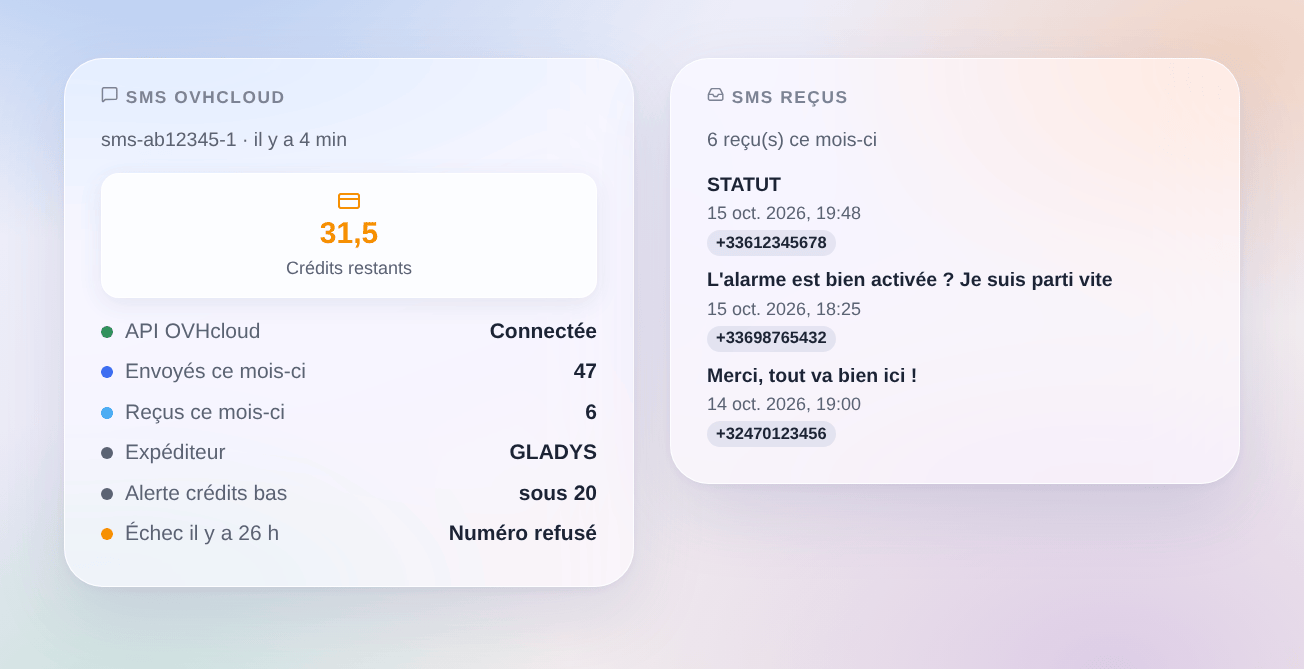 SMS OVHCLOUD
sms-ab12345-1 · il y a 4 min
31,5
Crédits restants
API OVHcloud Connectée
Envoyés ce mois-ci 47
Reçus ce mois-ci 6
Expéditeur GLADYS
Alerte crédits bas sous 20
Échec il y a 26 h Numéro refusé
SMS REÇUS
6 reçu(s) ce mois-ci
STATUT
15 oct. 2026, 19:48
+33612345678
L'alarme est bien activée ? Je suis parti vite
15 oct. 2026, 18:25
+33698765432
Merci, tout va bien ici !
14 oct. 2026, 19:00
+32470123456